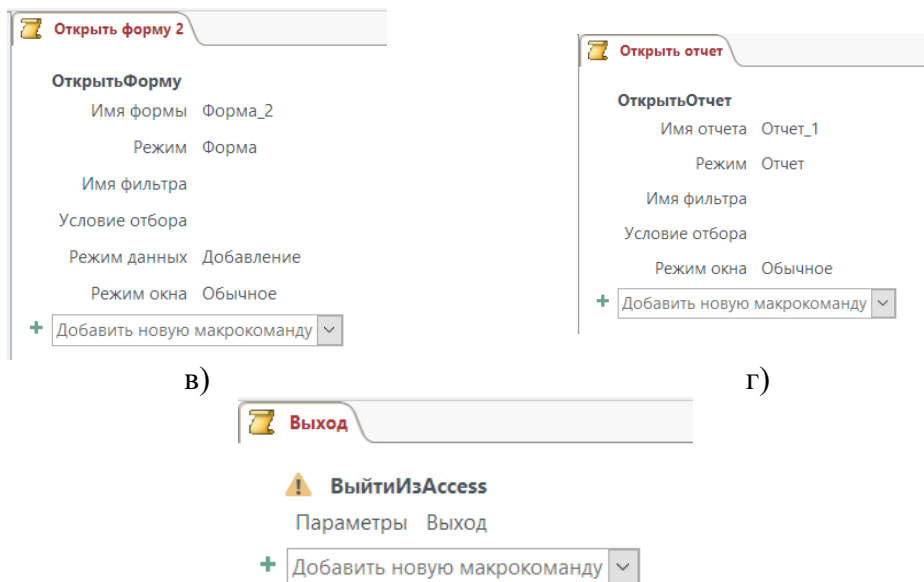 Открыть форму 2
ОткрытьФорму
Имя формы Форма_2
Режим Форма
Имя фильтра
Условие отбора
Режим данных Добавление
Режим окна Обычное
Добавить новую макрокоманду
в)
Открыть отчет
ОткрытьОтчет
Имя отчета Отчет_1
Режим Отчет
Имя фильтра
Условие отбора
Режим окна Обычное
Добавить новую макрокоманду
г)
Выход
ВыйтиИзAccess
Параметры Выход
Добавить новую макрокоманду